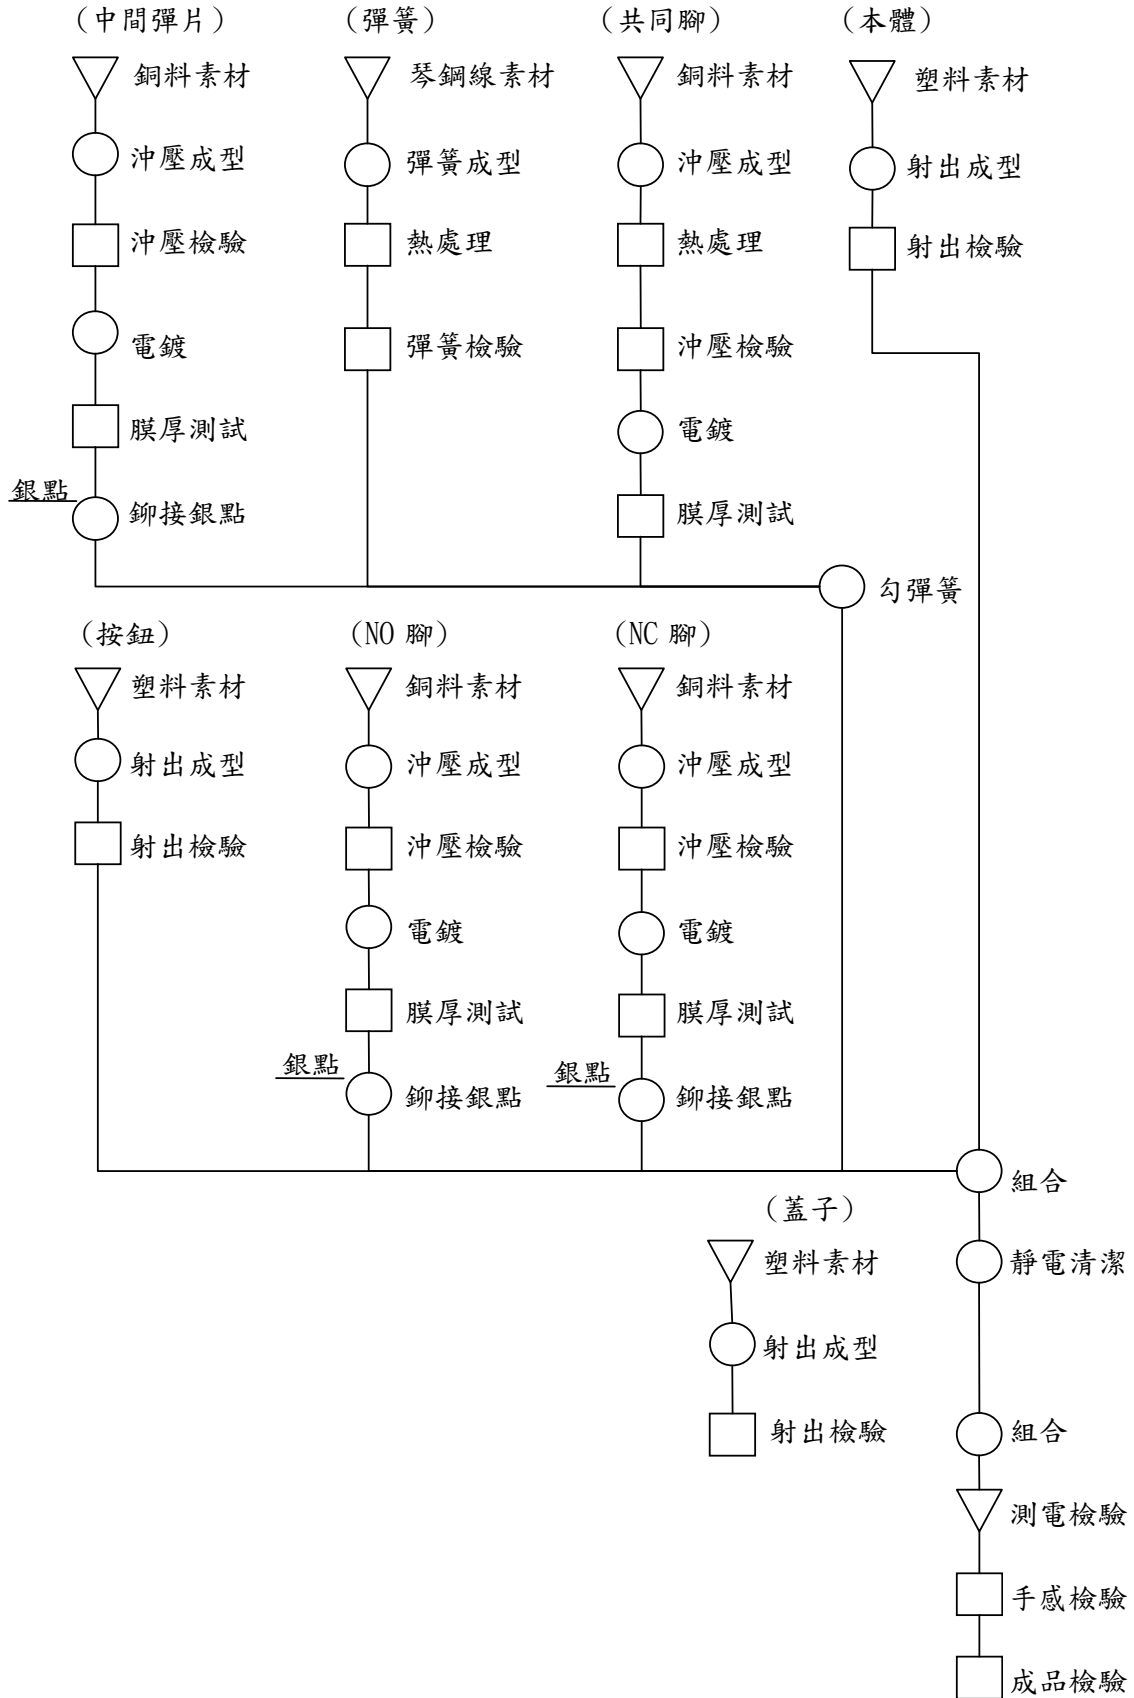 (中間彈片)
銅料素材
沖壓成型
沖壓檢驗
電鍍
膜厚測試
銀點
鉚接銀點
(彈簧)
琴鋼線素材
彈簧成型
熱處理
彈簧檢驗
(共同腳)
銅料素材
沖壓成型
熱處理
沖壓檢驗
電鍍
膜厚測試
(本體)
塑料素材
射出成型
射出檢驗
勾彈簧
(按鈕)
塑料素材
射出成型
射出檢驗
(NO 腳)
銅料素材
沖壓成型
沖壓檢驗
電鍍
膜厚測試
銀點
鉚接銀點
(NC 腳)
銅料素材
沖壓成型
沖壓檢驗
電鍍
膜厚測試
銀點
鉚接銀點
組合
靜電清潔
(蓋子)
塑料素材
射出成型
射出檢驗
組合
測電檢驗
手感檢驗
成品檢驗